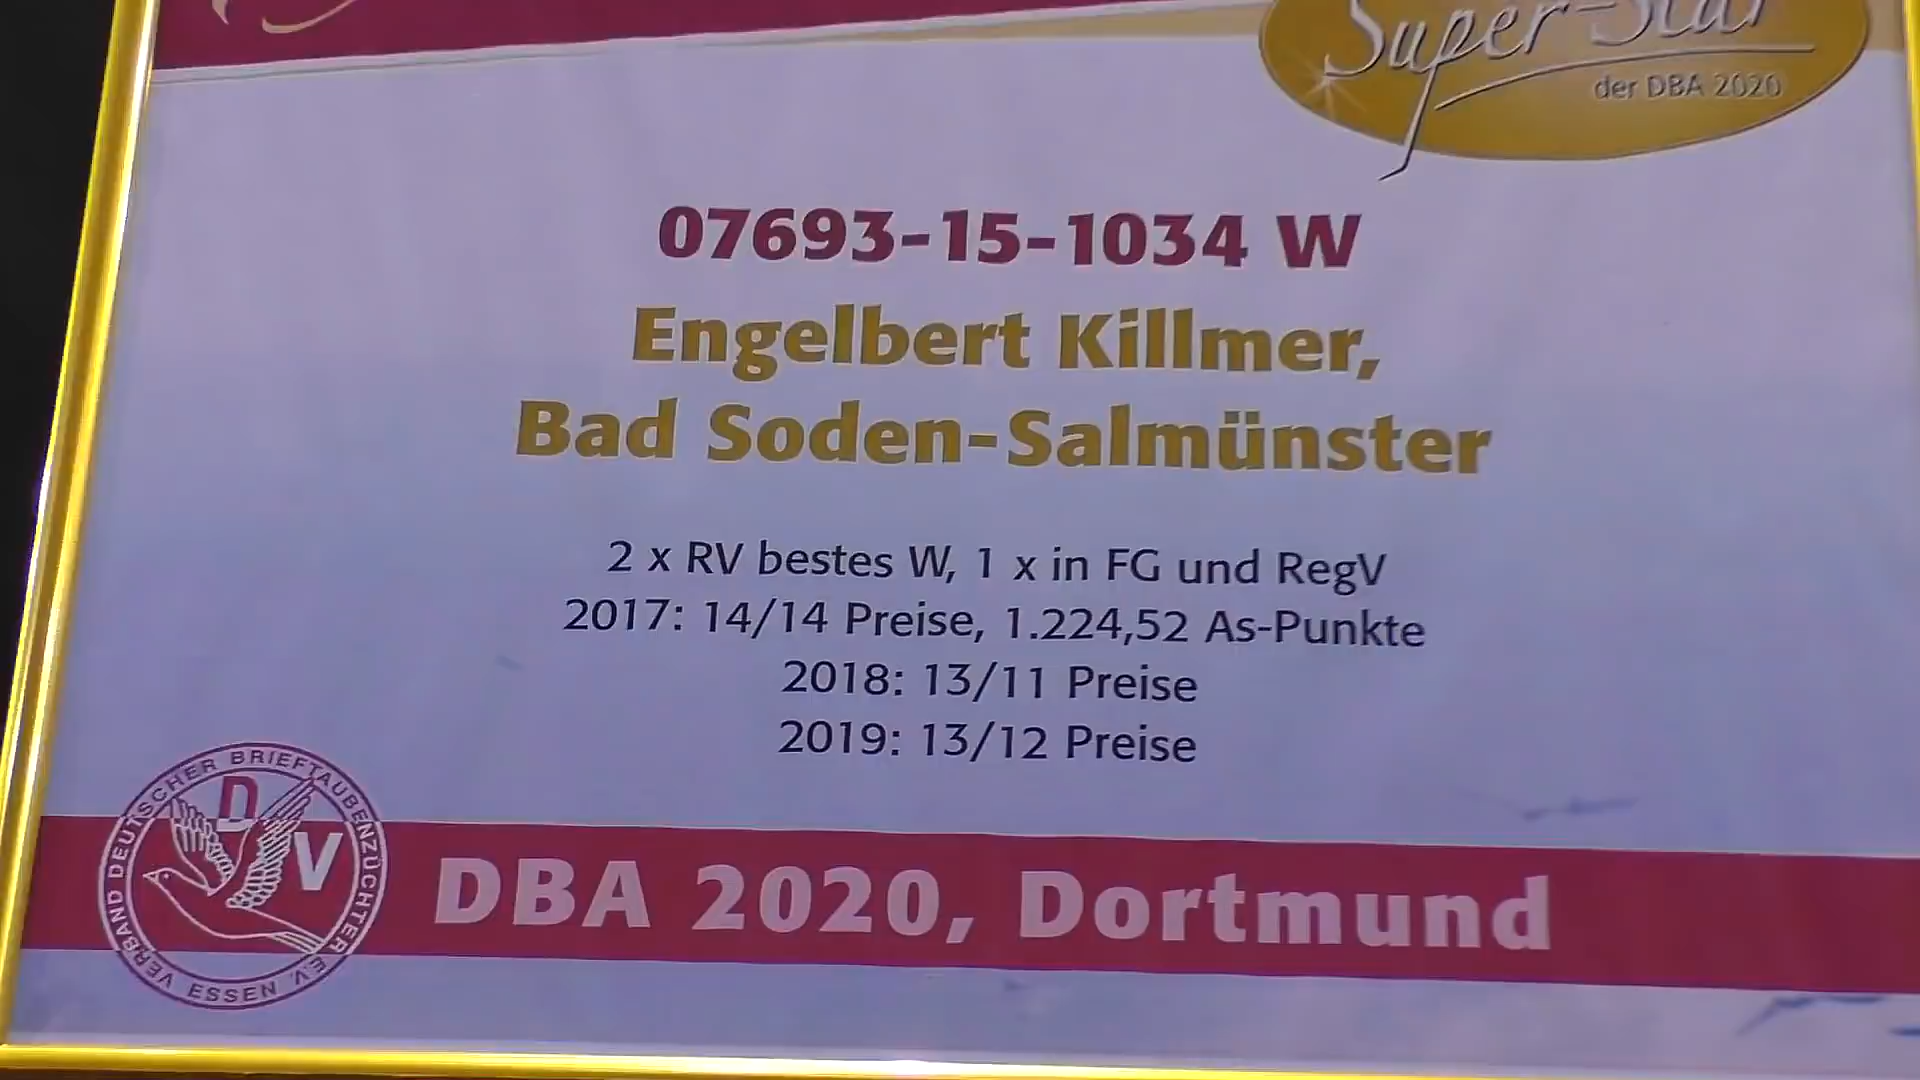 Super-Star
der DBA 2020
07693-15-1034 W
Engelbert Killmer,
Bad Soden-Salmünster
2 x RV bestes W, 1 x in FG und RegV
2017: 14/14 Preise, 1.224,52 As-Punkte
2018: 13/11 Preise
2019: 13/12 Preise
VERBAND DEUTSCHER BRIEFTAUBENZÜCHTER E.V. ESSEN
D
V
DBA 2020, Dortmund